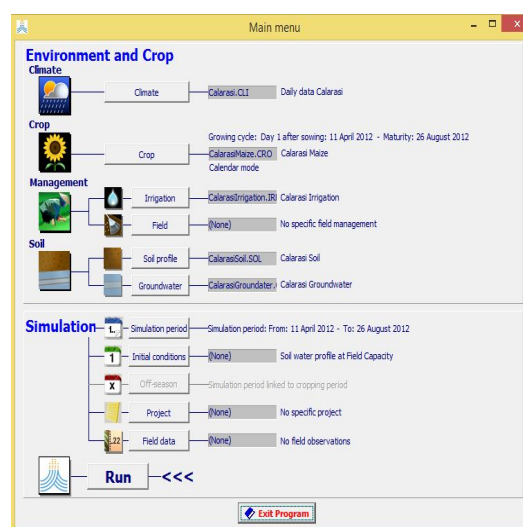 Main menu
Environment and Crop
Climate
Climate Calarasi.CLI Daily data Calarasi
Crop
Growing cycle: Day 1 after sowing: 11 April 2012 - Maturity: 26 August 2012
Crop CalarasiMaize.CRO Calarasi Maize
Calendar mode
Management
Irrigation CalarasiIrrigation.IRI Calarasi Irrigation
Field (None) No specific field management
Soil
Soil profile CalarasiSoil.SOL Calarasi Soil
Groundwater CalarasiGroundater. Calarasi Groundwater
Simulation
1.. Simulation period Simulation period: From: 11 April 2012 - To: 26 August 2012
1 Initial conditions (None) Soil water profile at Field Capacity
X Off-season Simulation period linked to cropping period
Project (None) No specific project
.22 Field data (None) No field observations
Run <<<
Exit Program